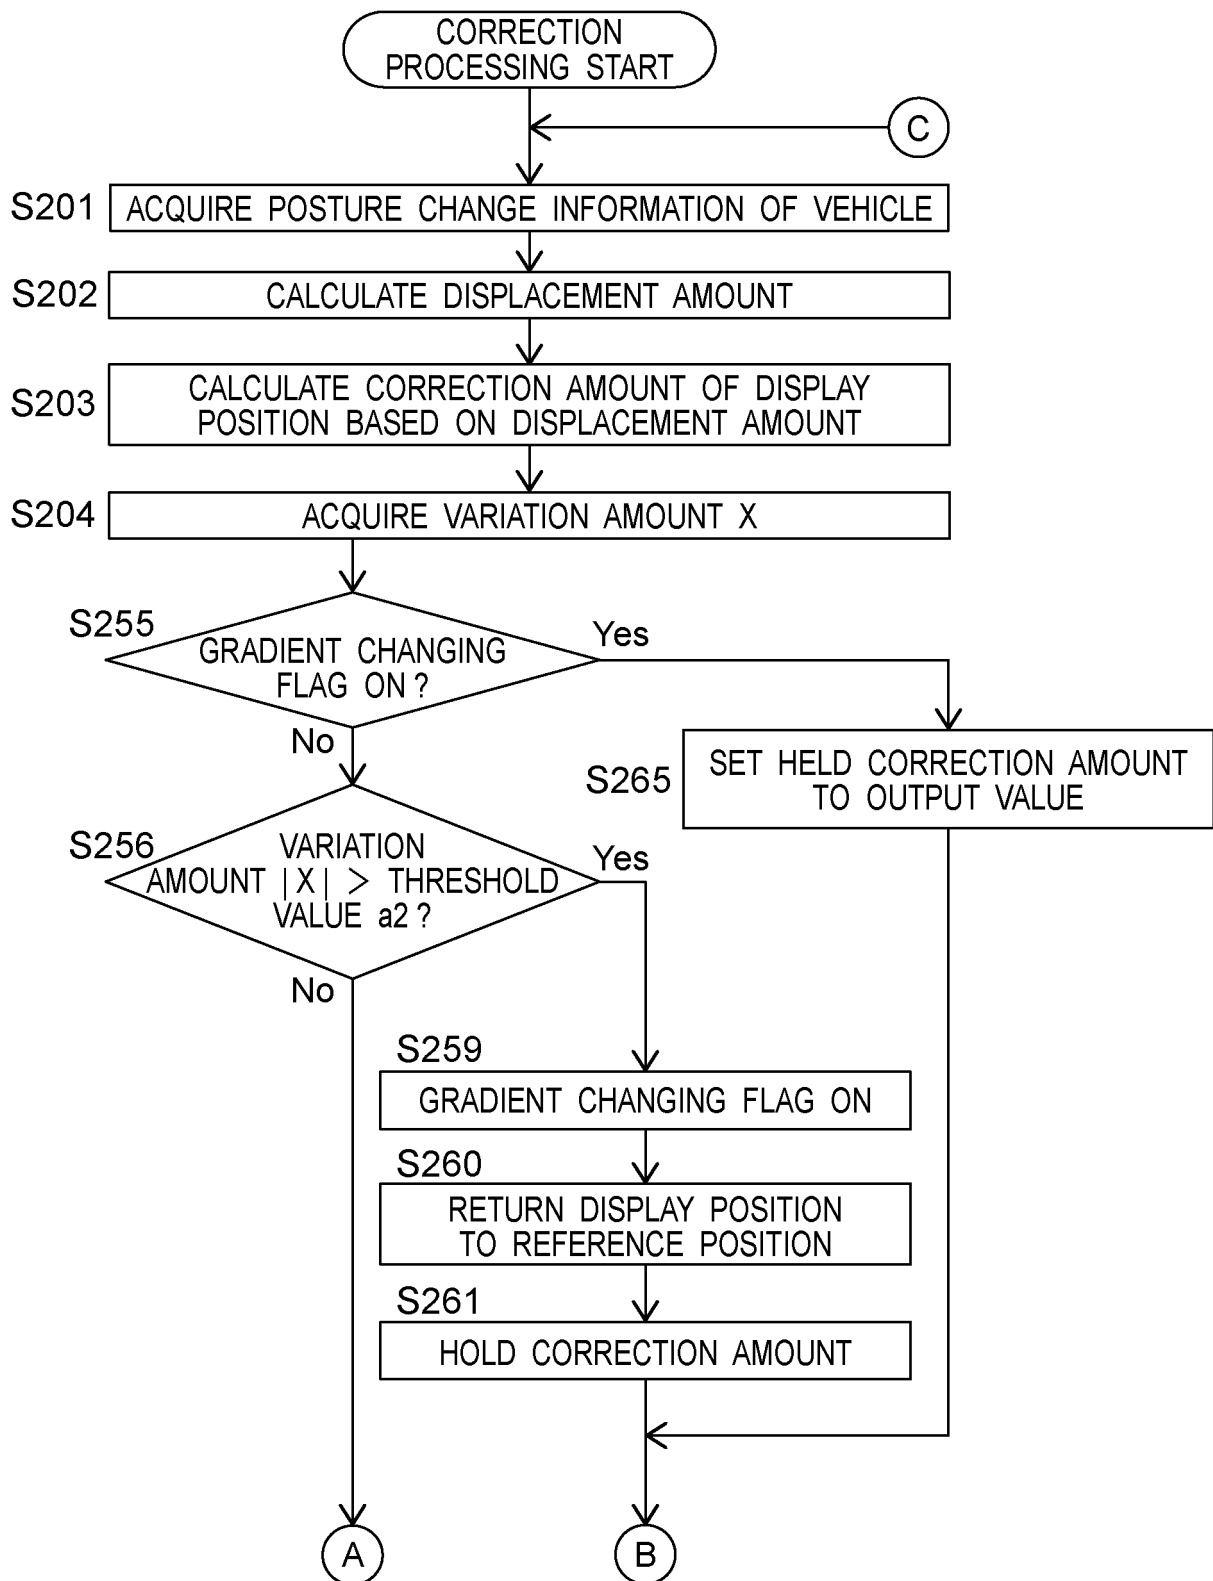 CORRECTION
PROCESSING START
C
S201
ACQUIRE POSTURE CHANGE INFORMATION OF VEHICLE
S202
CALCULATE DISPLACEMENT AMOUNT
S203
CALCULATE CORRECTION AMOUNT OF DISPLAY
POSITION BASED ON DISPLACEMENT AMOUNT
S204
ACQUIRE VARIATION AMOUNT X
S255
GRADIENT CHANGING
FLAG ON?
Yes
No
S265
SET HELD CORRECTION AMOUNT
TO OUTPUT VALUE
S256
VARIATION
AMOUNT |X| > THRESHOLD
VALUE a2?
Yes
No
S259
GRADIENT CHANGING FLAG ON
S260
RETURN DISPLAY POSITION
TO REFERENCE POSITION
S261
HOLD CORRECTION AMOUNT
A
B